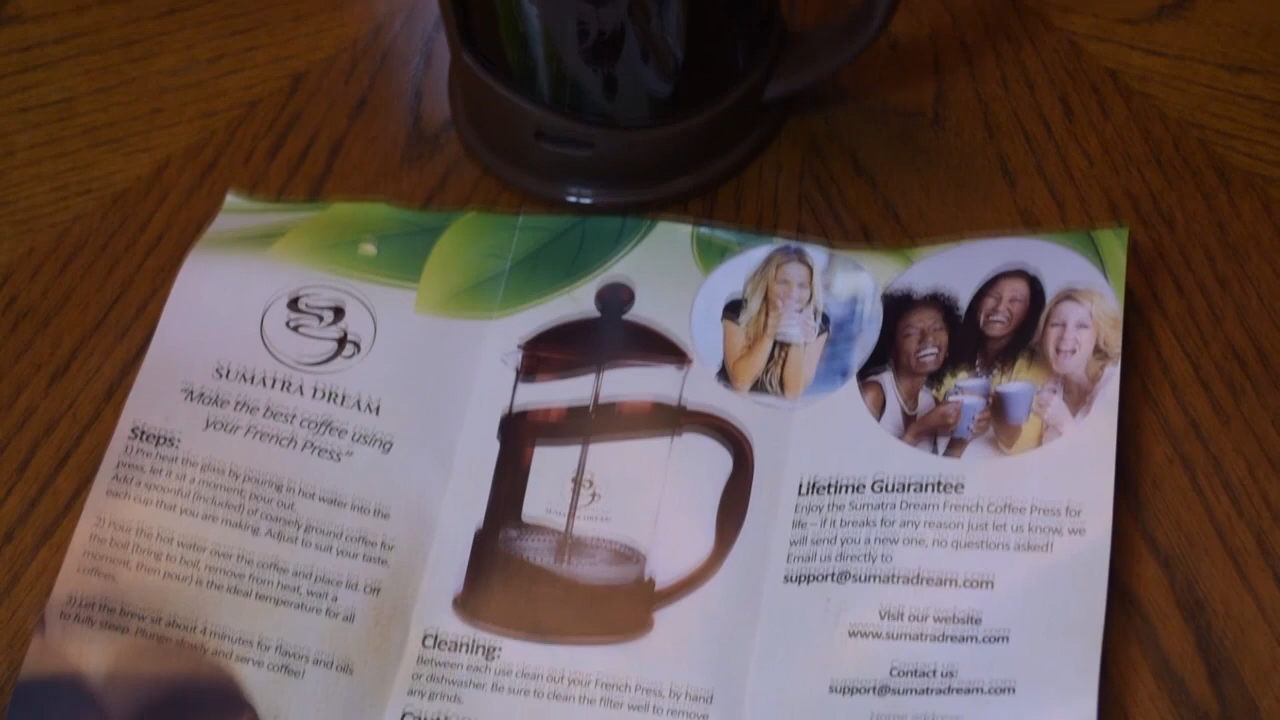 SUMATRA DREAM
"Make the best coffee using
your French Press"
Steps:
1) Pre heat the glass by pouring in hot water into the
press, let it sit a moment; pour out.
Add a spoonful (included) of coarsely ground coffee for
each cup that you are making. Adjust to suit your taste.
2) Pour the hot water over the coffee and place lid. Off
the boil (bring to boil, remove from heat, wait a
moment, then pour) is the ideal temperature for all
coffees.
3) Let the brew sit about 4 minutes for flavors and oils
to fully steep. Plunge slowly and serve coffee!
SUMATRA DREAM
Cleaning:
Between each use clean out your French Press, by hand
or dishwasher. Be sure to clean the filter well to remove
any grinds.
Lifetime Guarantee
Enjoy the Sumatra Dream French Coffee Press for
life – if it breaks for any reason just let us know, we
will send you a new one, no questions asked!
Email us directly to
support@sumatradream.com
Visit our website
www.sumatradream.com
Contact us:
support@sumatradream.com
Home address: